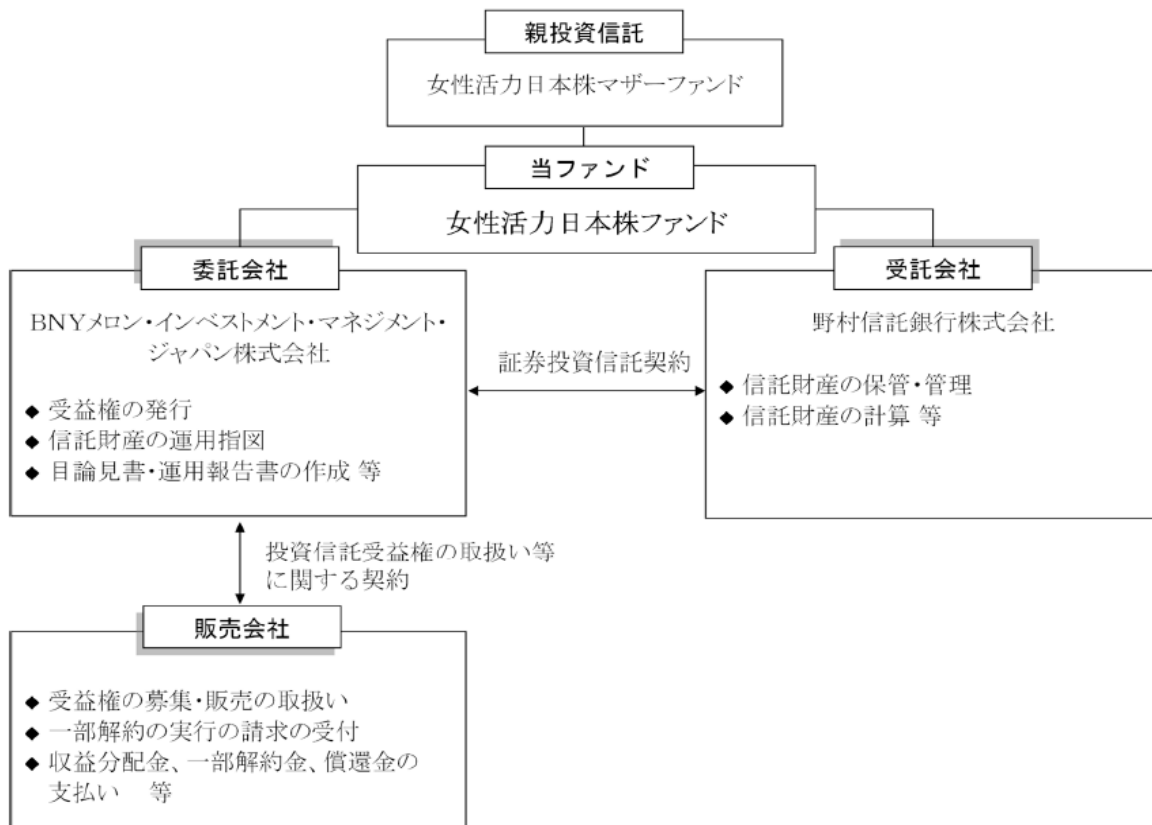 親投資信託
女性活力日本株マザーファンド
当ファンド
女性活力日本株ファンド
委託会社
BNYメロン・インベストメント・マネジメント・
ジャパン株式会社
◆ 受益権の発行
◆ 信託財産の運用指図
◆ 目論見書・運用報告書の作成 等
証券投資信託契約
受託会社
野村信託銀行株式会社
◆ 信託財産の保管・管理
◆ 信託財産の計算 等
投資信託受益権の取扱い等
に関する契約
販売会社
◆ 受益権の募集・販売の取扱い
◆ 一部解約の実行の請求の受付
◆ 収益分配金、一部解約金、償還金の
支払い 等